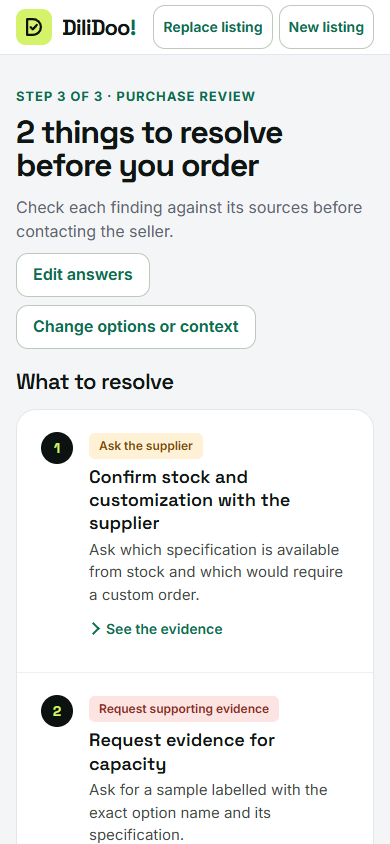 DiliDoo!
Replace listing
New listing
STEP 3 OF 3 · PURCHASE REVIEW
2 things to resolve
before you order
Check each finding against its sources before
contacting the seller.
Edit answers
Change options or context
What to resolve
1
Ask the supplier
Confirm stock and
customization with the
supplier
Ask which specification is available
from stock and which would require
a custom order.
See the evidence
2
Request supporting evidence
Request evidence for
capacity
Ask for a sample labelled with the
exact option name and its
specification.